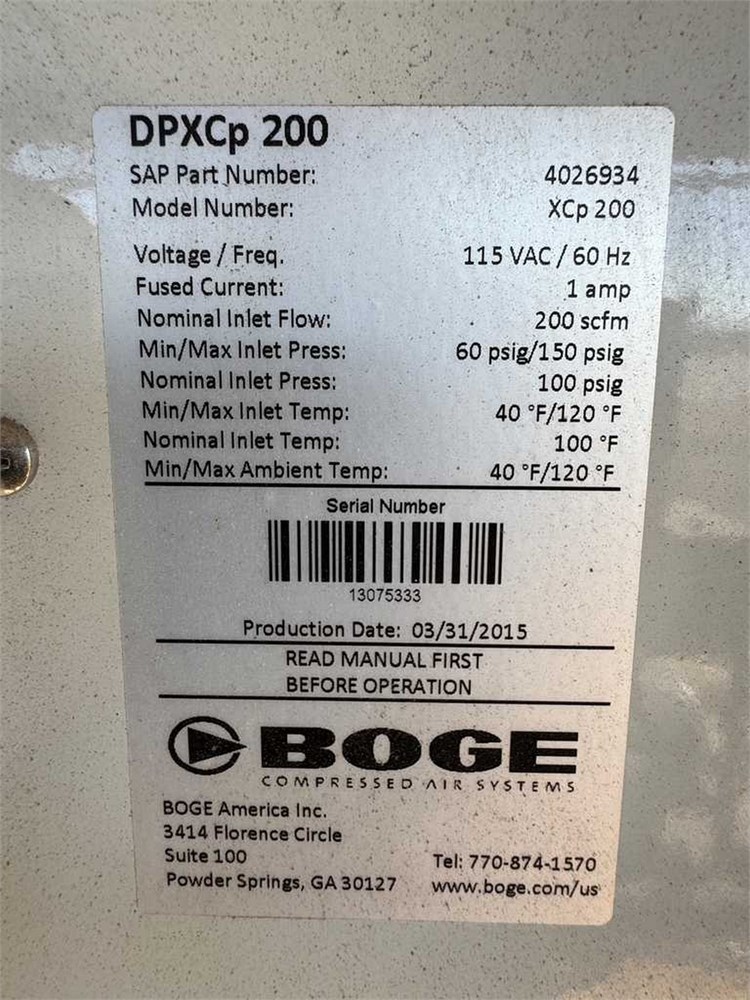 DPXCp 200
SAP Part Number: 4026934
Model Number: XCp 200
Voltage / Freq. 115 VAC / 60 Hz
Fused Current: 1 amp
Nominal Inlet Flow: 200 scfm
Min/Max Inlet Press: 60 psig/150 psig
Nominal Inlet Press: 100 psig
Min/Max Inlet Temp: 40 °F/120 °F
Nominal Inlet Temp: 100 °F
Min/Max Ambient Temp: 40 °F/120 °F
Serial Number
13075333
Production Date: 03/31/2015
READ MANUAL FIRST
BEFORE OPERATION
BOGE
COMPRESSED AIR SYSTEMS
BOGE America Inc.
3414 Florence Circle
Suite 100 Tel: 770-874-1570
Powder Springs, GA 30127 www.boge.com/us